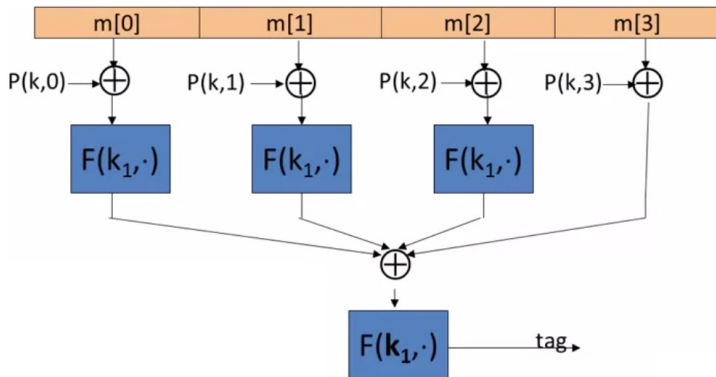 m[0] m[1] m[2] m[3]
P(k,0) P(k,1) P(k,2) P(k,3)
F(k₁,·) F(k₁,·) F(k₁,·)
F(k₁,·) tag